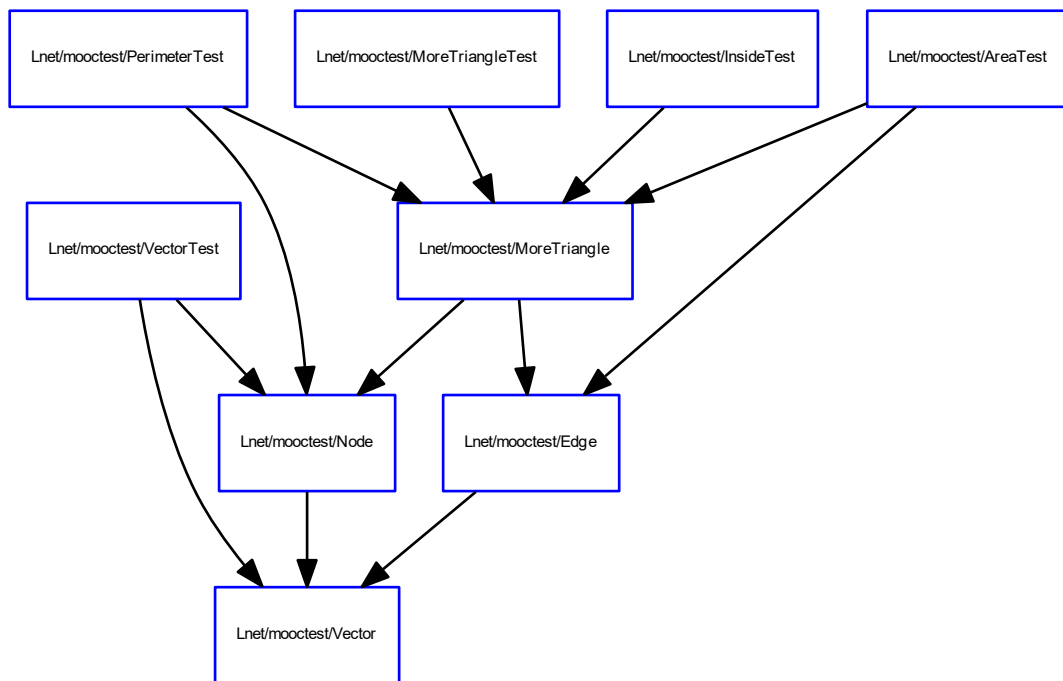 Lnet/mooctest/PerimeterTest
Lnet/mooctest/MoreTriangleTest
Lnet/mooctest/InsideTest
Lnet/mooctest/AreaTest
Lnet/mooctest/VectorTest
Lnet/mooctest/MoreTriangle
Lnet/mooctest/Node
Lnet/mooctest/Edge
Lnet/mooctest/Vector